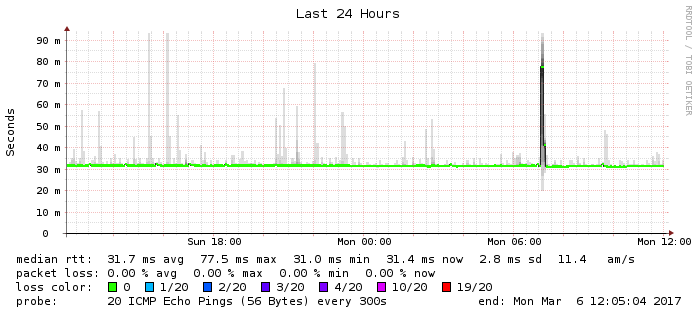 Last 24 Hours
RRDTOOL / TOBI OETIKER
Seconds
90 m
80 m
70 m
60 m
50 m
40 m
30 m
20 m
10 m
0
Sun 18:00 Mon 00:00 Mon 06:00 Mon 12:00
median rtt: 31.7 ms avg 77.5 ms max 31.0 ms min 31.4 ms now 2.8 ms sd 11.4 am/s
packet loss: 0.00 % avg 0.00 % max 0.00 % min 0.00 % now
loss color: 0 1/20 2/20 3/20 4/20 10/20 19/20
probe: 20 ICMP Echo Pings (56 Bytes) every 300s end: Mon Mar 6 12:05:04 2017